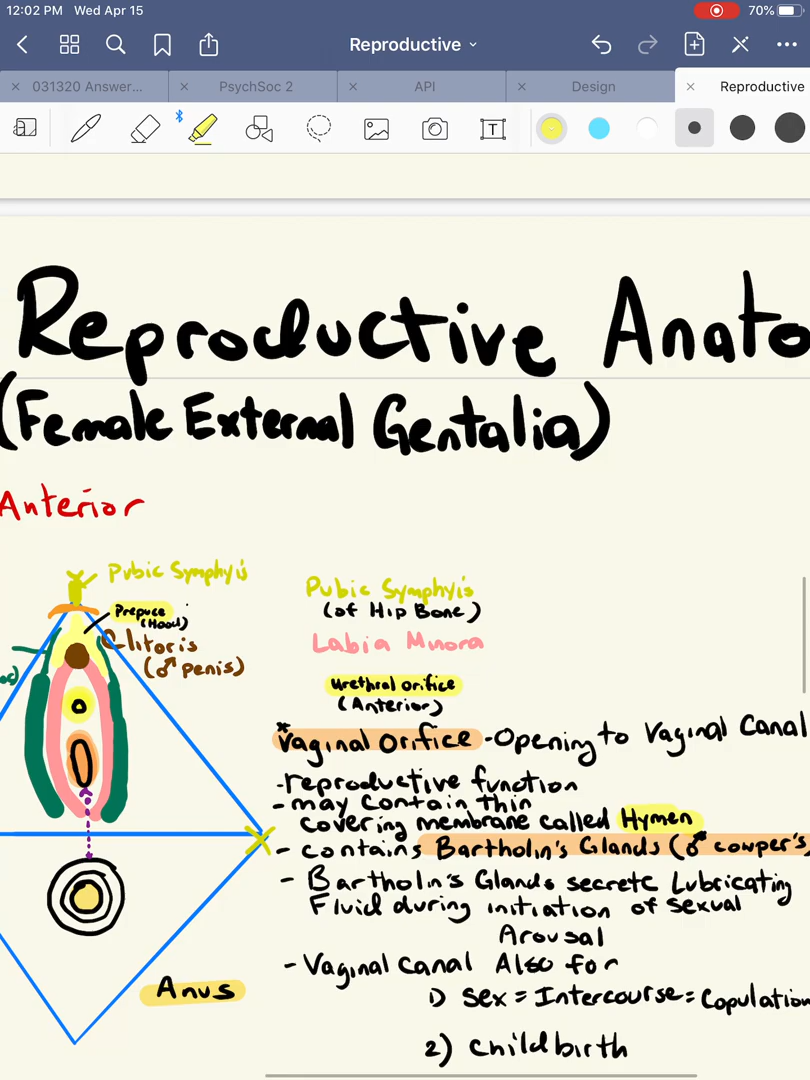 12:02 PM Wed Apr 15
70%
Reproductive
031320 Answer...
PsychSoc 2
API
Design
Reproductive
T
Reproductive Anato
(Female External Gentalia)
Anterior
Pubic Symphyis
Prepuce
(Hood)
Clitoris
(♂ penis)
Pubic Symphyis
(of Hip Bone)
Labia Minora
Urethral orifice
(Anterior)
*Vaginal Orifice - Opening to Vaginal Canal
- reproductive function
- may contain thin
covering membrane called Hymen
- contains Bartholin's Glands (♂ cowper's
- Bartholin's Glands secrete Lubricating
Fluid during initiation of sexual
Arousal
- Vaginal Canal Also for
1) sex = Intercourse = Copulation
2) childbirth
Anus